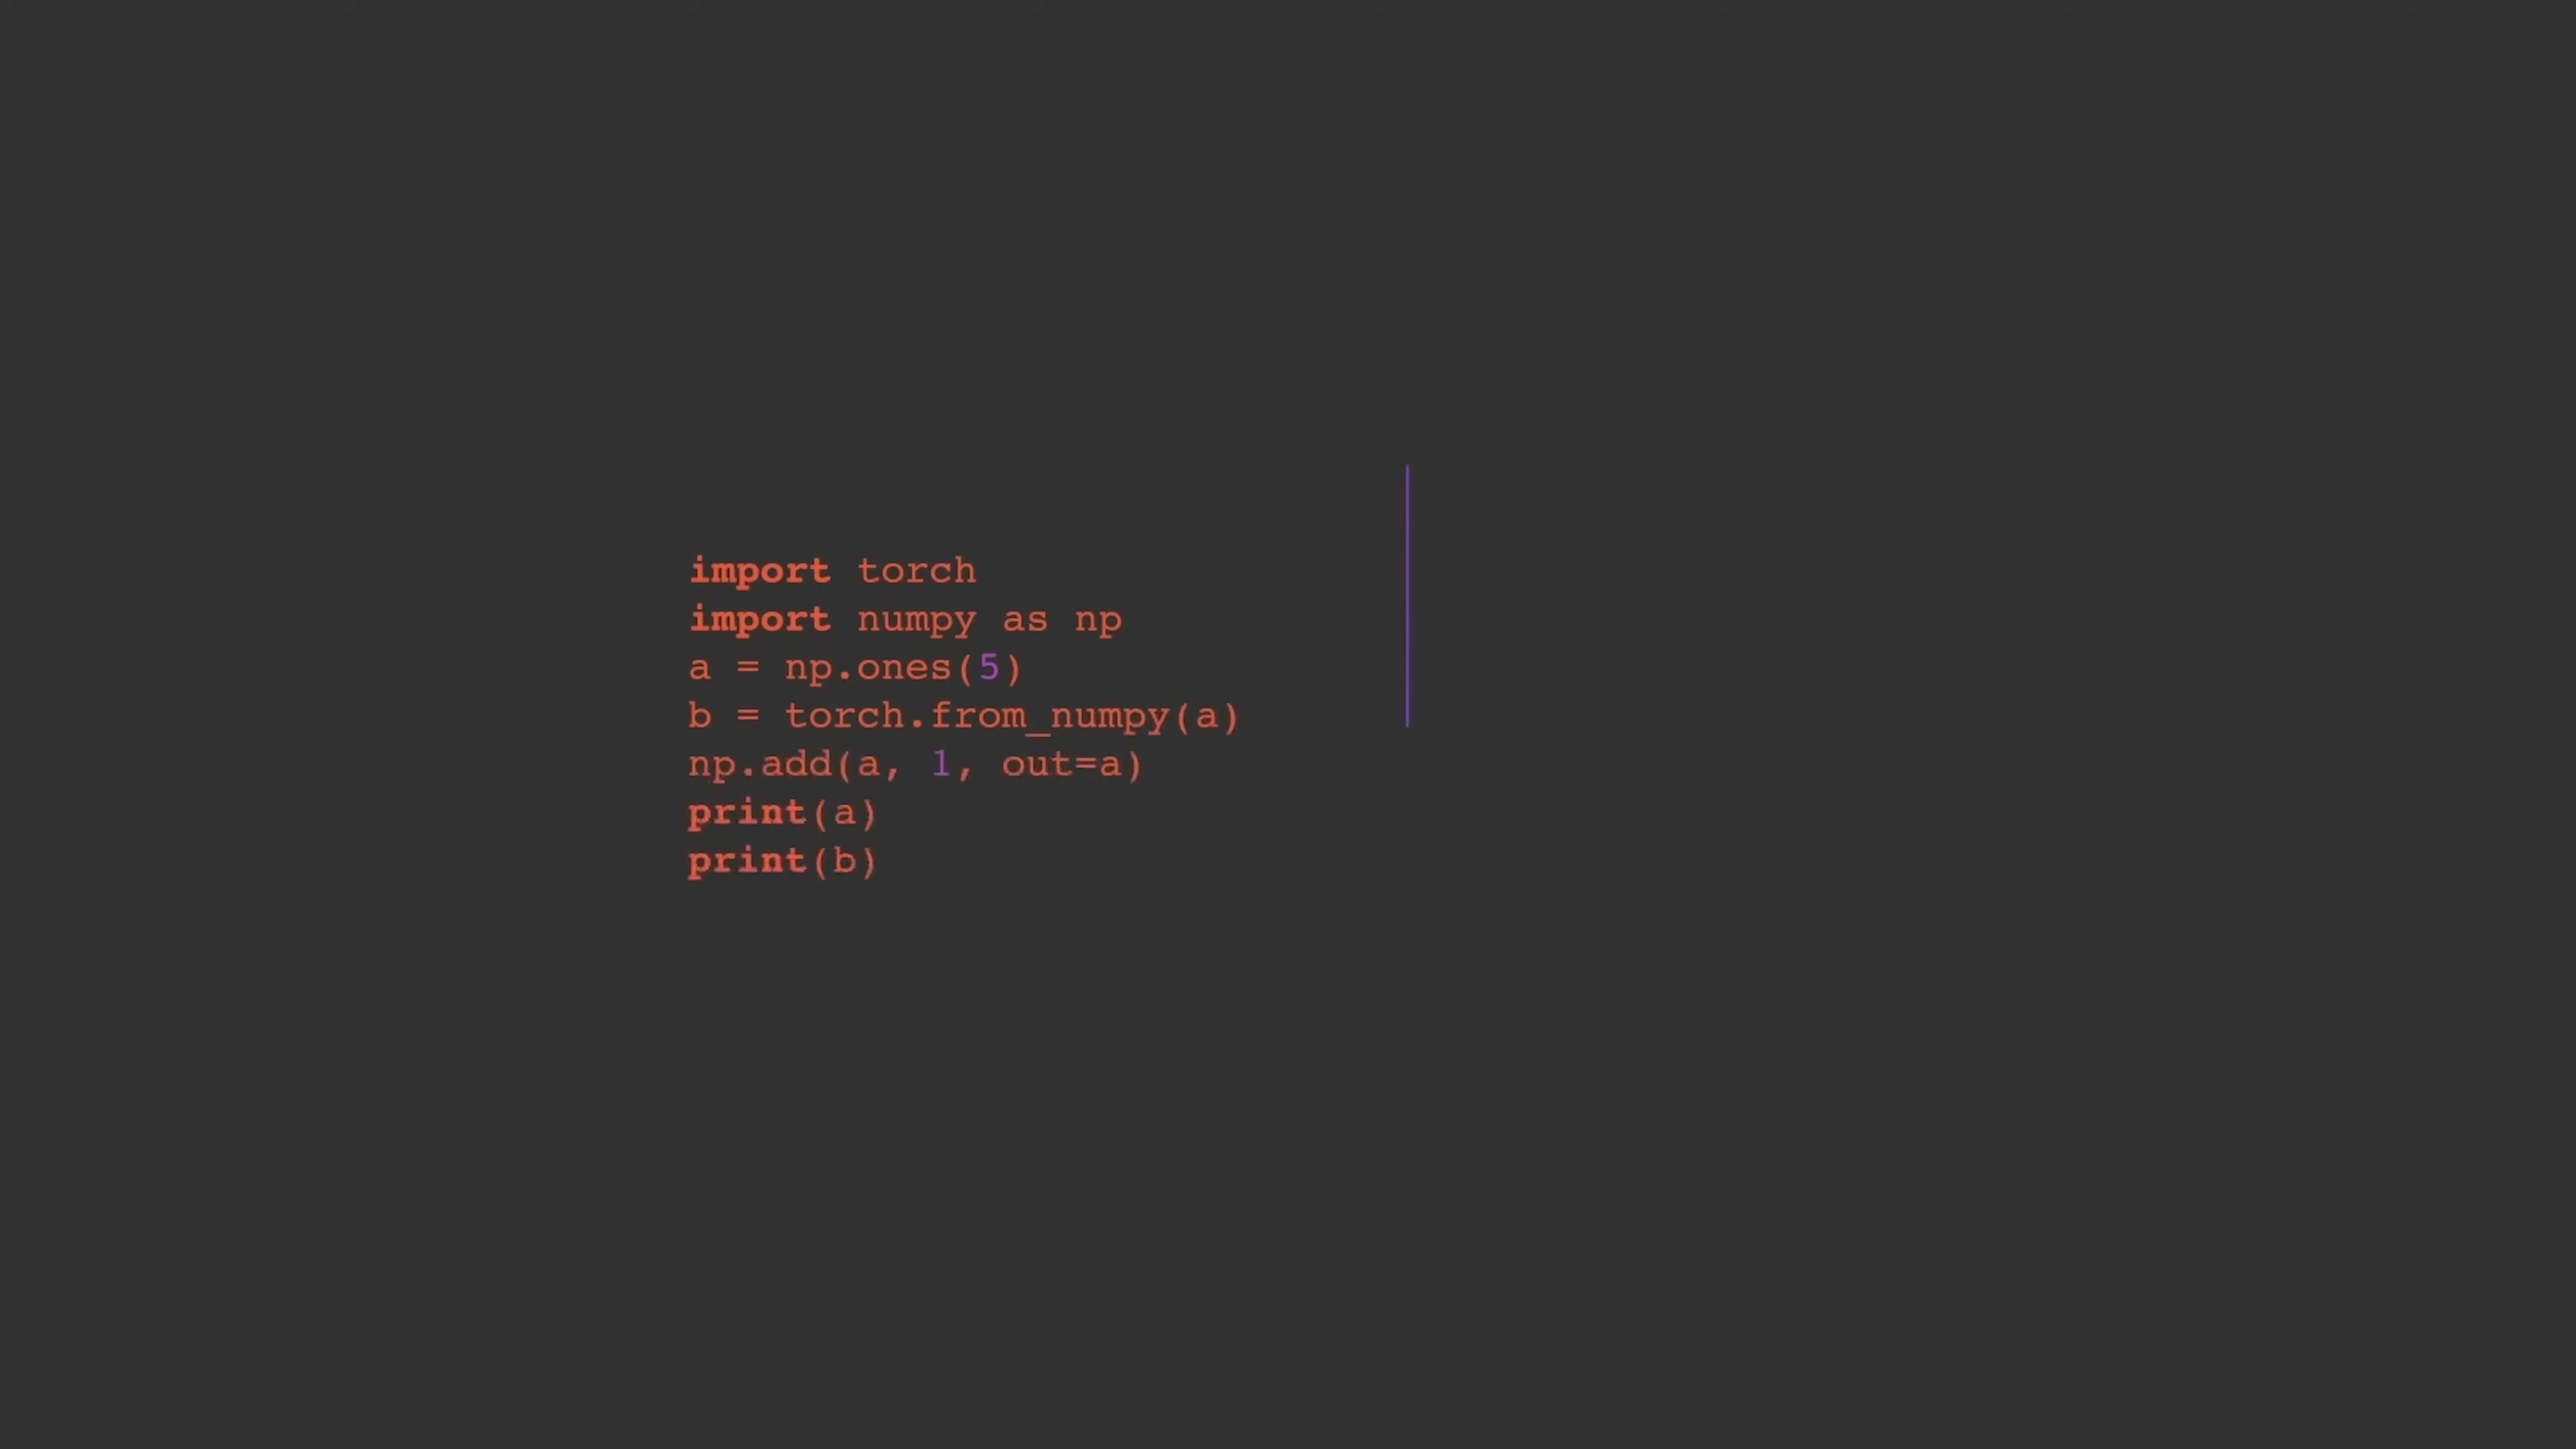 import torch
import numpy as np
a = np.ones(5)
b = torch.from_numpy(a)
np.add(a, 1, out=a)
print(a)
print(b)